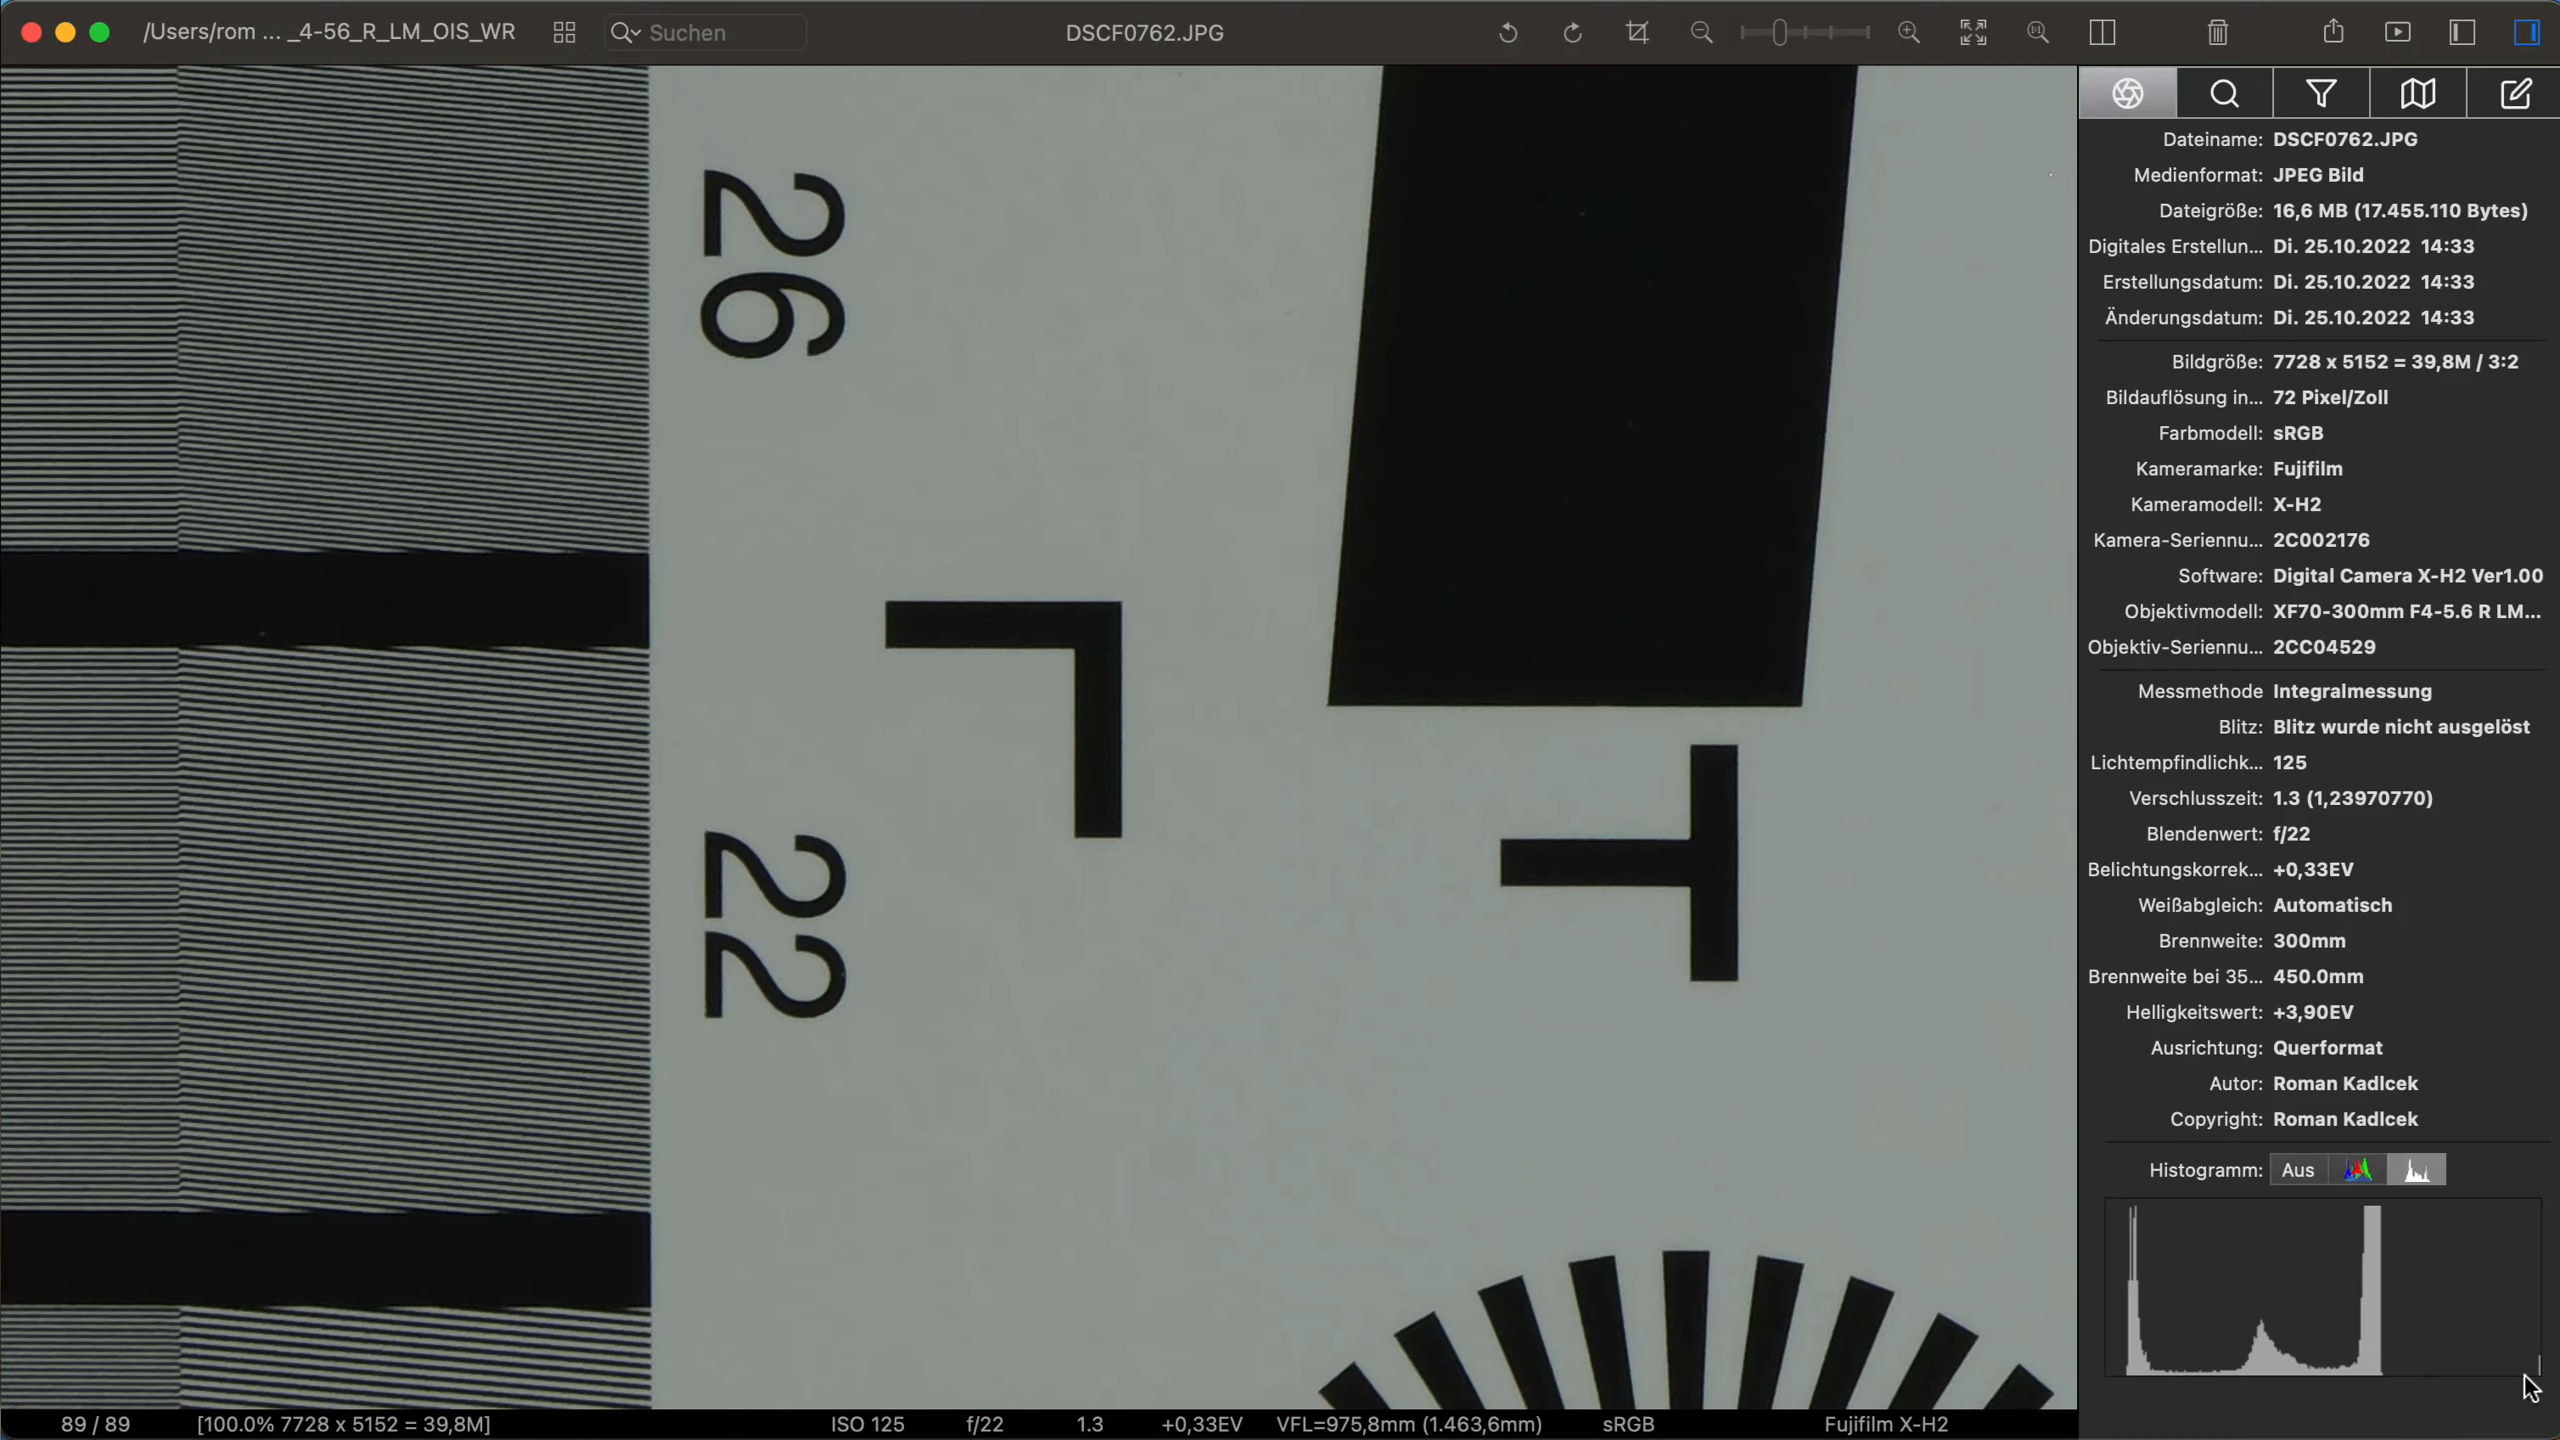 /Users/rom ... _4-56_R_LM_OIS_WR
Suchen
DSCF0762.JPG
26
22
L
T
Dateiname: DSCF0762.JPG
Medienformat: JPEG Bild
Dateigröße: 16,6 MB (17.455.110 Bytes)
Digitales Erstellun... Di. 25.10.2022 14:33
Erstellungsdatum: Di. 25.10.2022 14:33
Änderungsdatum: Di. 25.10.2022 14:33
Bildgröße: 7728 x 5152 = 39,8M / 3:2
Bildauflösung in... 72 Pixel/Zoll
Farbmodell: sRGB
Kameramarke: Fujifilm
Kameramodell: X-H2
Kamera-Seriennu... 2C002176
Software: Digital Camera X-H2 Ver1.00
Objektivmodell: XF70-300mm F4-5.6 R LM...
Objektiv-Seriennu... 2CC04529
Messmethode Integralmessung
Blitz: Blitz wurde nicht ausgelöst
Lichtempfindlichk... 125
Verschlusszeit: 1.3 (1,23970770)
Blendenwert: f/22
Belichtungskorrek... +0,33EV
Weißabgleich: Automatisch
Brennweite: 300mm
Brennweite bei 35... 450.0mm
Helligkeitswert: +3,90EV
Ausrichtung: Querformat
Autor: Roman Kadlcek
Copyright: Roman Kadlcek
Histogramm: Aus
89 / 89 [100.0% 7728 x 5152 = 39,8M] ISO 125 f/22 1.3 +0,33EV VFL=975,8mm (1.463,6mm) sRGB Fujifilm X-H2